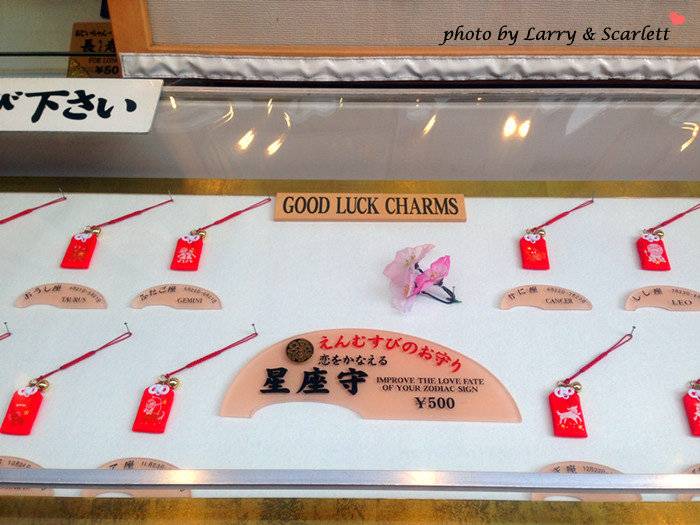 photo by Larry & Scarlett
¥50
び下さい
GOOD LUCK CHARMS
おうし座
TAURUS
ふたご座
GEMINI
かに座
CANCER
しし座
LEO
えんむすびのお守り
恋をかなえる
星座守
IMPROVE THE LOVE FATE
OF YOUR ZODIAC SIGN
¥500